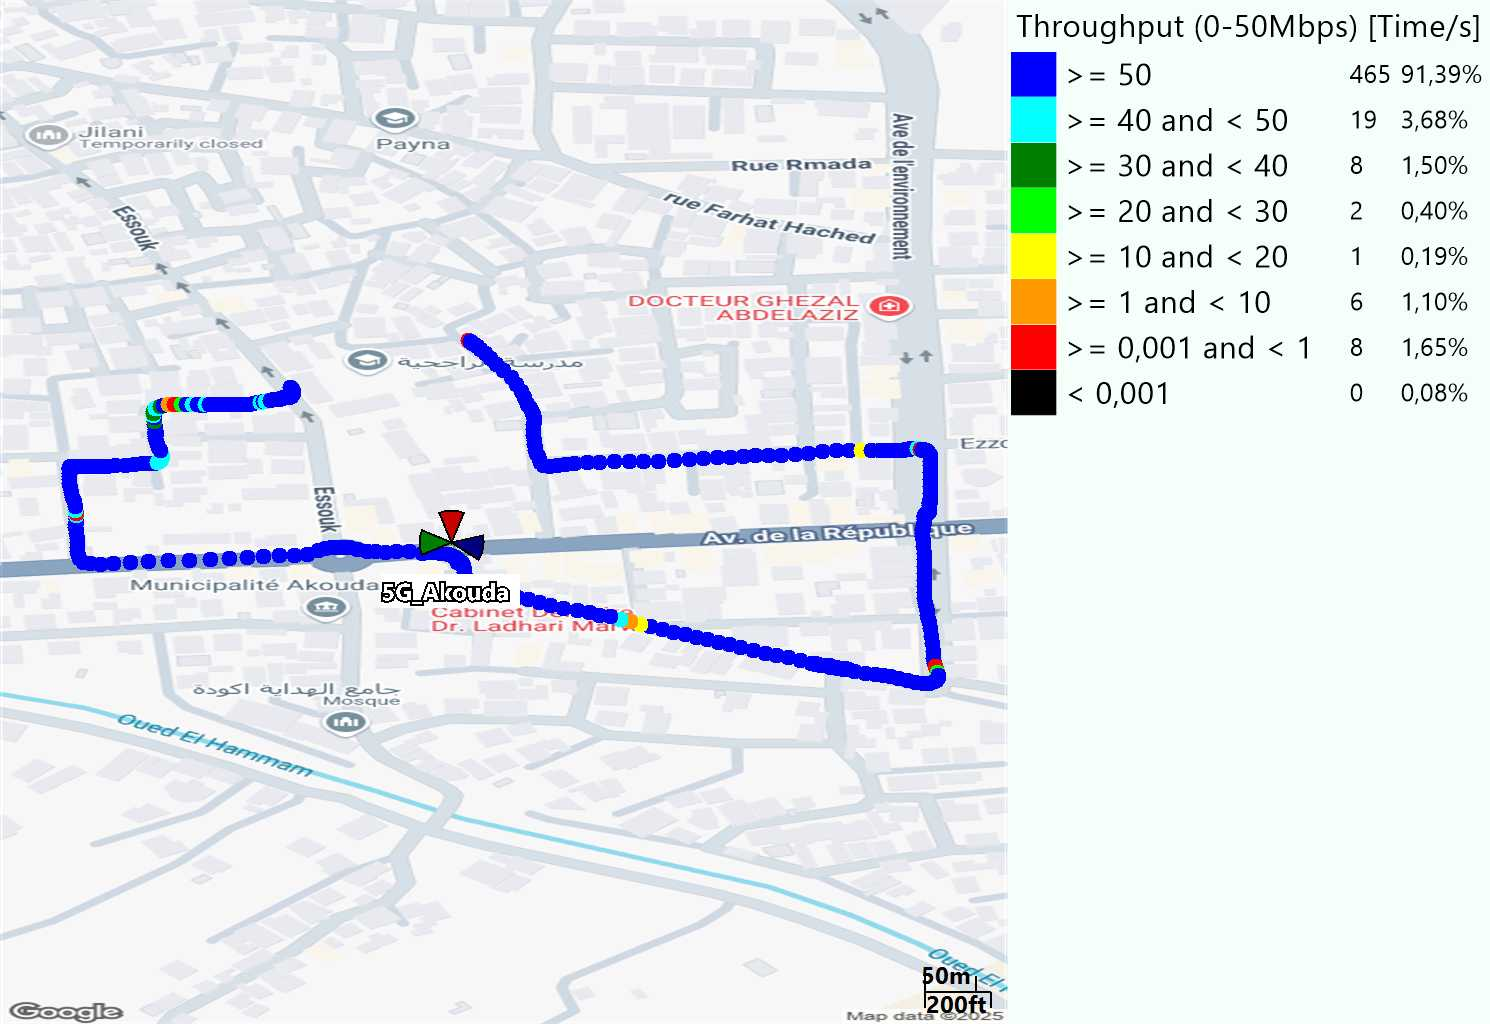 Throughput (0-50Mbps) [Time/s]
>= 50 465 91,39%
>= 40 and < 50 19 3,68%
>= 30 and < 40 8 1,50%
>= 20 and < 30 2 0,40%
>= 10 and < 20 1 0,19%
>= 1 and < 10 6 1,10%
>= 0,001 and < 1 8 1,65%
< 0,001 0 0,08%
Jilani
Temporarily closed
Payna
Ave de l'environnement
Rue Rmada
rue Farhat Hached
Essouk
DOCTEUR GHEZAL
ABDELAZIZ
مدرسة
Essouk
Av. de la République
Municipalité Akouda
5G_Akouda
Cabinet
Dr. Ladhari
جامع الهداية اكودة
Mosque
Oued El Hammam
50m
200ft
Google
Map data ©2025